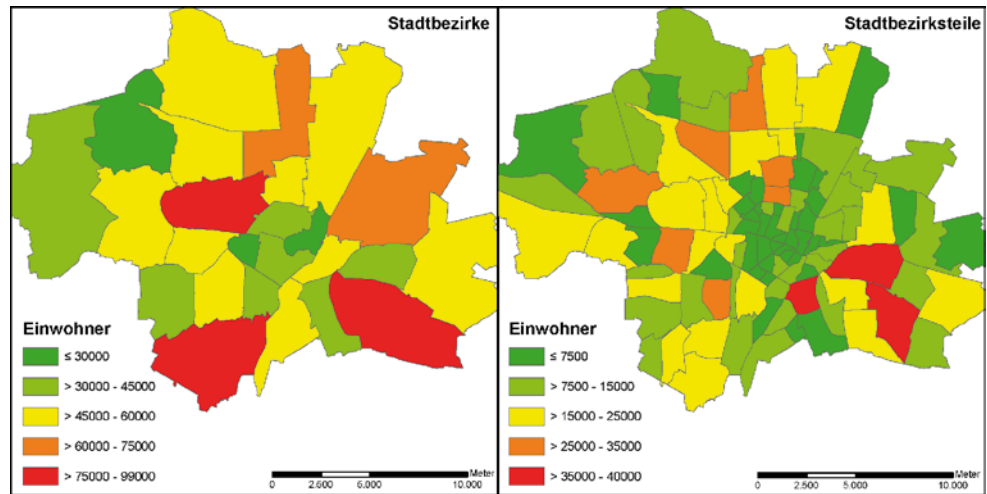 Stadtbezirke
Einwohner
≤ 30000
> 30000 - 45000
> 45000 - 60000
> 60000 - 75000
> 75000 - 99000
Meter
0 2.500 5.000 10.000
Stadtbezirksteile
Einwohner
≤ 7500
> 7500 - 15000
> 15000 - 25000
> 25000 - 35000
> 35000 - 40000
Meter
0 2.500 5.000 10.000